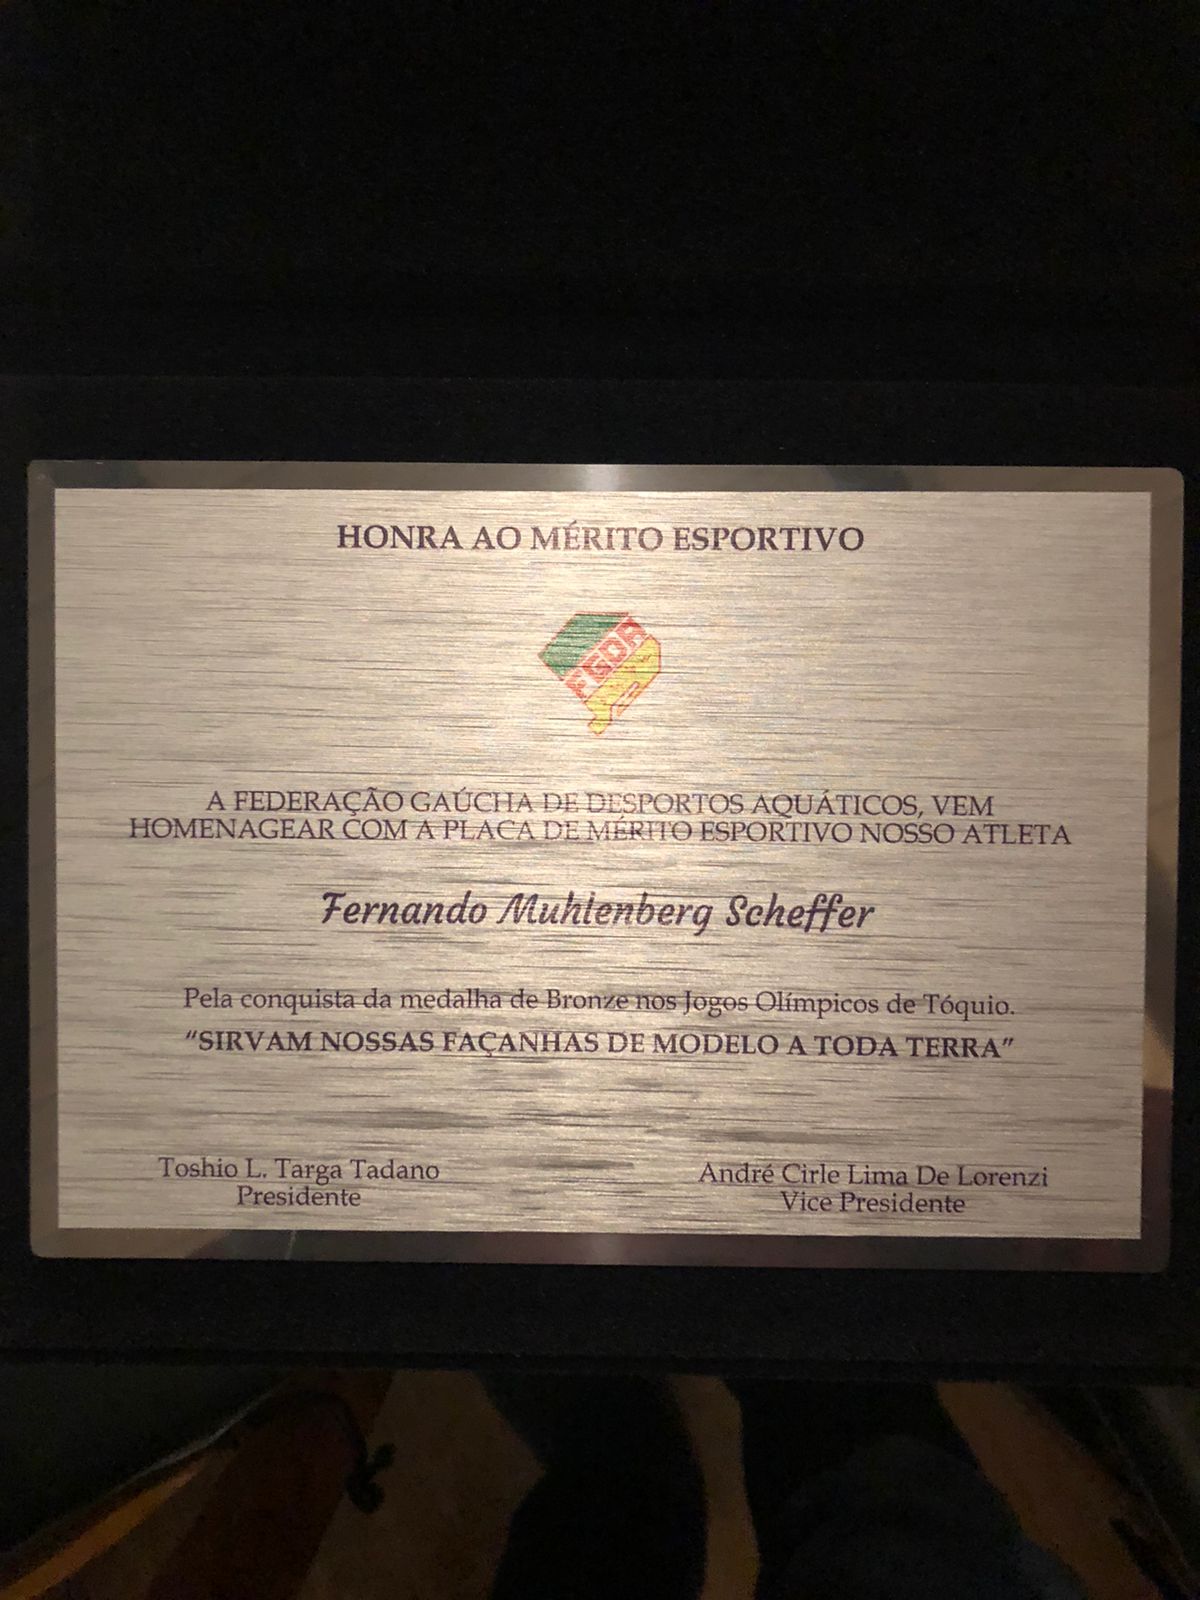 HONRA AO MÉRITO ESPORTIVO
FGDA
A FEDERAÇÃO GAÚCHA DE DESPORTOS AQUÁTICOS, VEM
HOMENAGEAR COM A PLACA DE MÉRITO ESPORTIVO NOSSO ATLETA
Fernando Muhlenberg Scheffer
Pela conquista da medalha de Bronze nos Jogos Olímpicos de Tóquio.
“SIRVAM NOSSAS FAÇANHAS DE MODELO A TODA TERRA”
Toshio L. Targa Tadano
Presidente
André Cirle Lima De Lorenzi
Vice Presidente